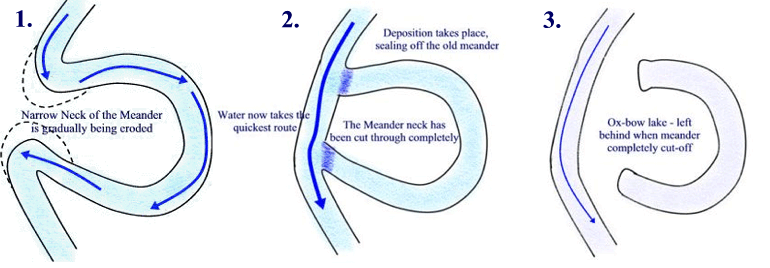 1.
Narrow Neck of the Meander
is gradually being eroded
2.
Deposition takes place,
sealing off the old meander
Water now takes the
quickest route
The Meander neck has
been cut through completely
3.
Ox-bow lake - left
behind when meander
completely cut-off